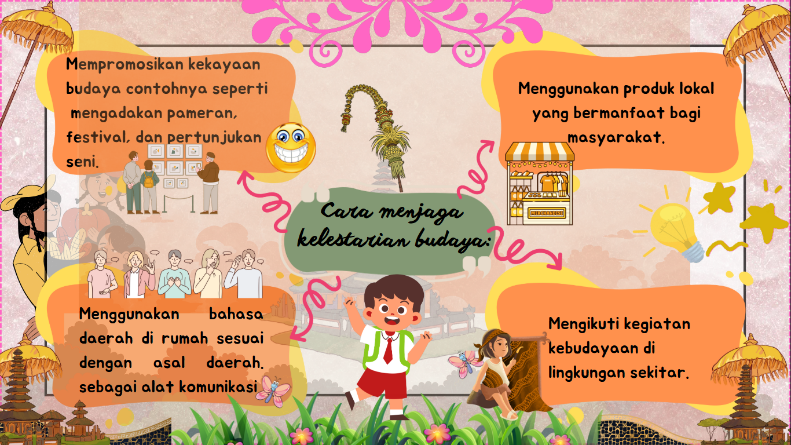 Mempromosikan kekayaan
budaya contohnya seperti
mengadakan pameran,
festival, dan pertunjukan
seni.
Menggunakan produk lokal
yang bermanfaat bagi
masyarakat.
MERCHANDISE
Cara menjaga
kelestarian budaya:
Menggunakan bahasa
daerah di rumah sesuai
dengan asal daerah.
sebagai alat komunikasi.
Mengikuti kegiatan
kebudayaan di
lingkungan sekitar.